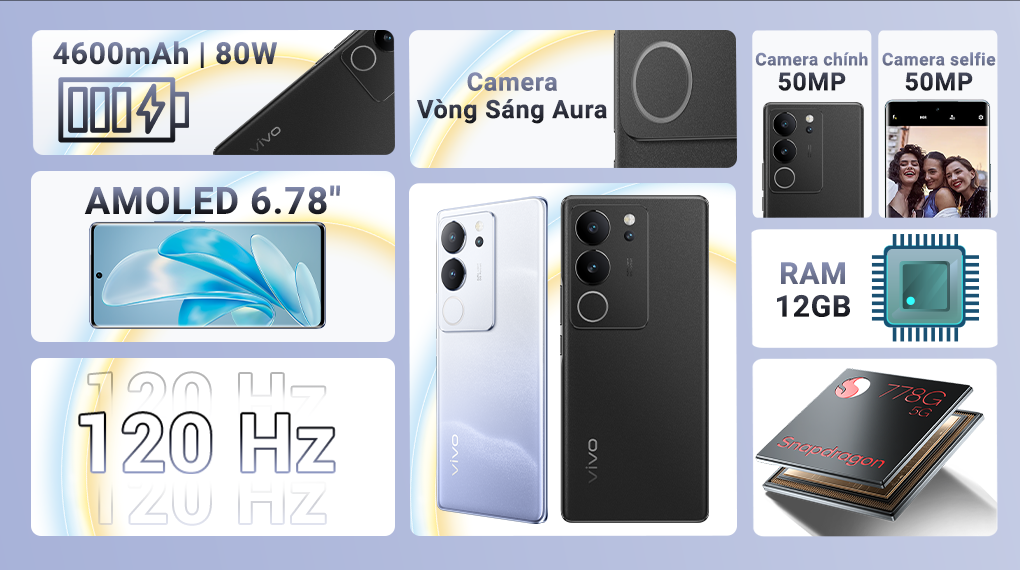 4600mAh | 80W
vivo
Camera
Vòng Sáng Aura
Camera chính
50MP
Camera selfie
50MP
AMOLED 6.78"
RAM
12GB
120 Hz
120 Hz
120 Hz
vivo
vivo
778G
5G
Snapdragon